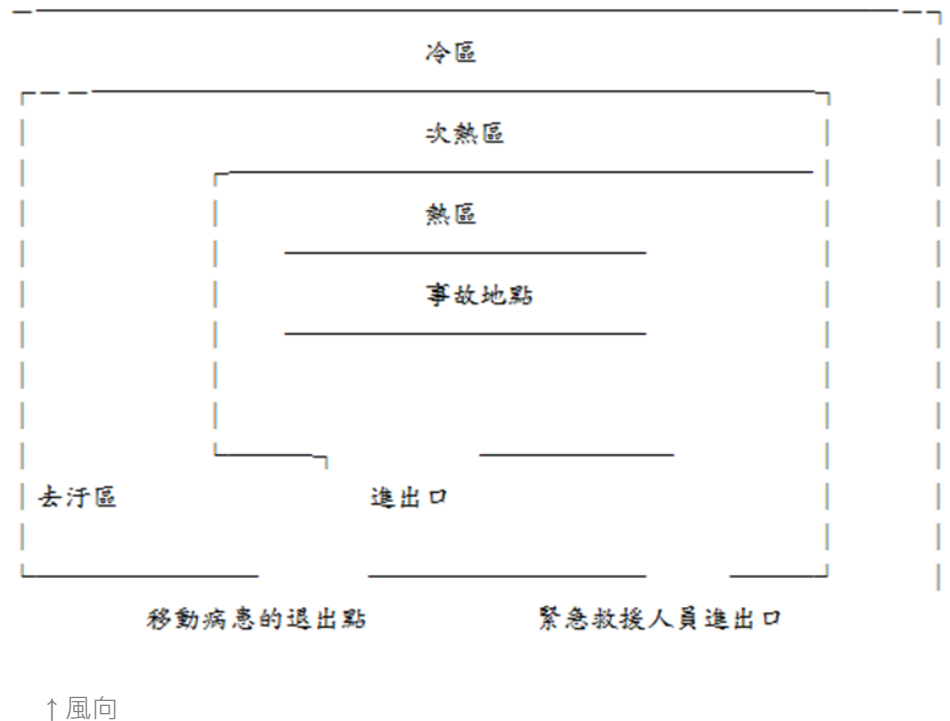 冷區
次熱區
熱區
事故地點
去汙區 進出口
移動病患的退出點 緊急救援人員進出口
↑風向